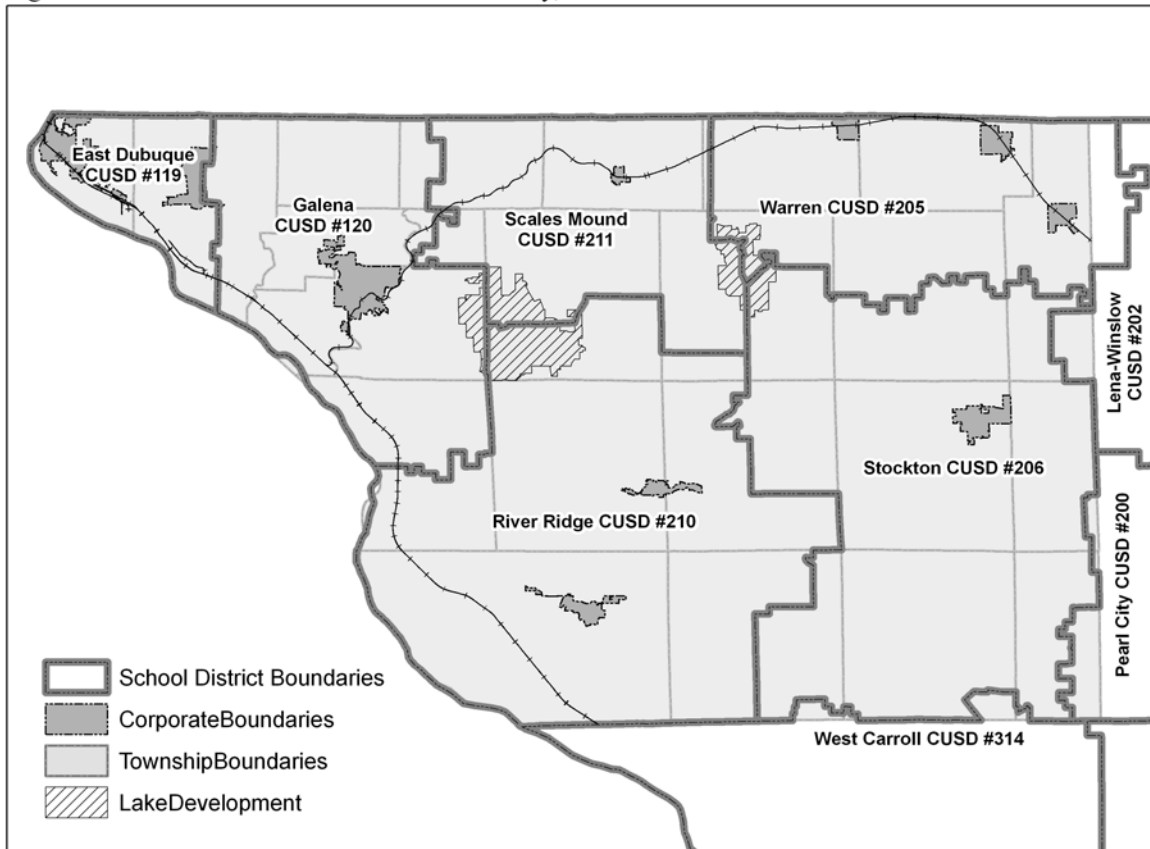 East Dubuque
CUSD #119
Galena
CUSD #120
Scales Mound
CUSD #211
Warren CUSD #205
Lena-Winslow
CUSD #202
Stockton CUSD #206
River Ridge CUSD #210
Pearl City CUSD #200
West Carroll CUSD #314
School District Boundaries
CorporateBoundaries
TownshipBoundaries
LakeDevelopment